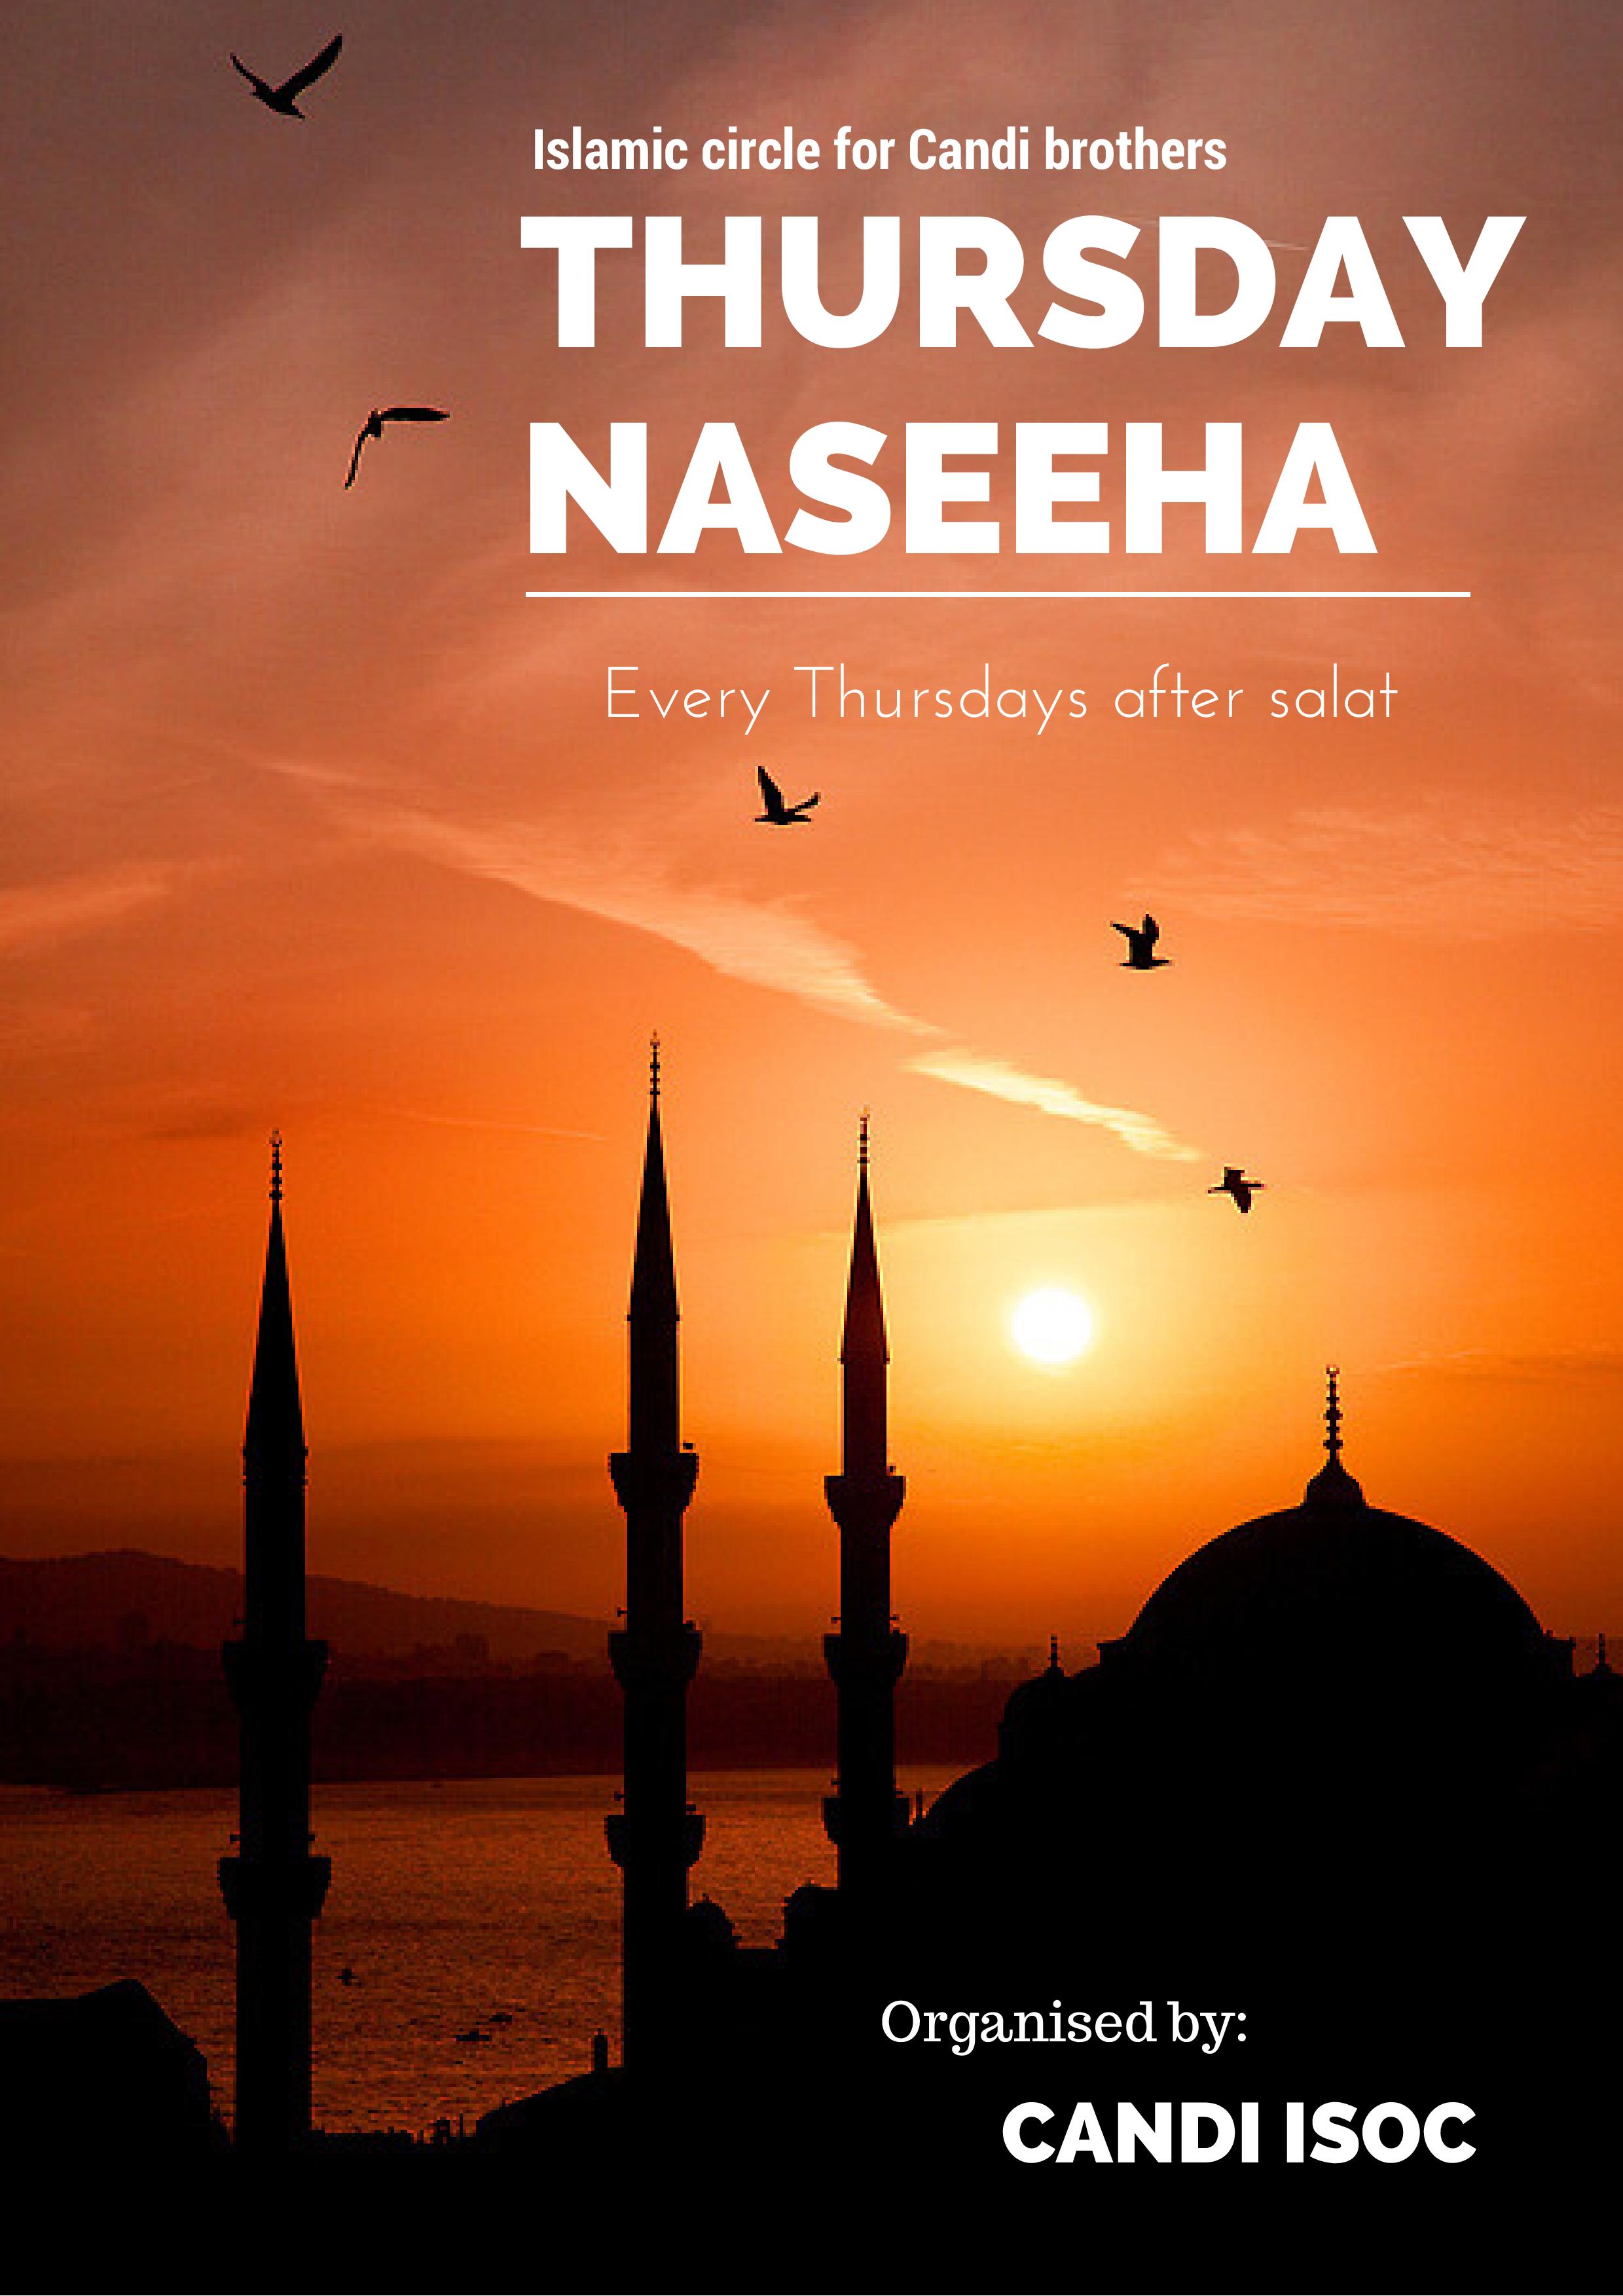 Islamic circle for Candi brothers
THURSDAY
NASEEHA
Every Thursdays after salat
Organised by:
CANDI ISOC